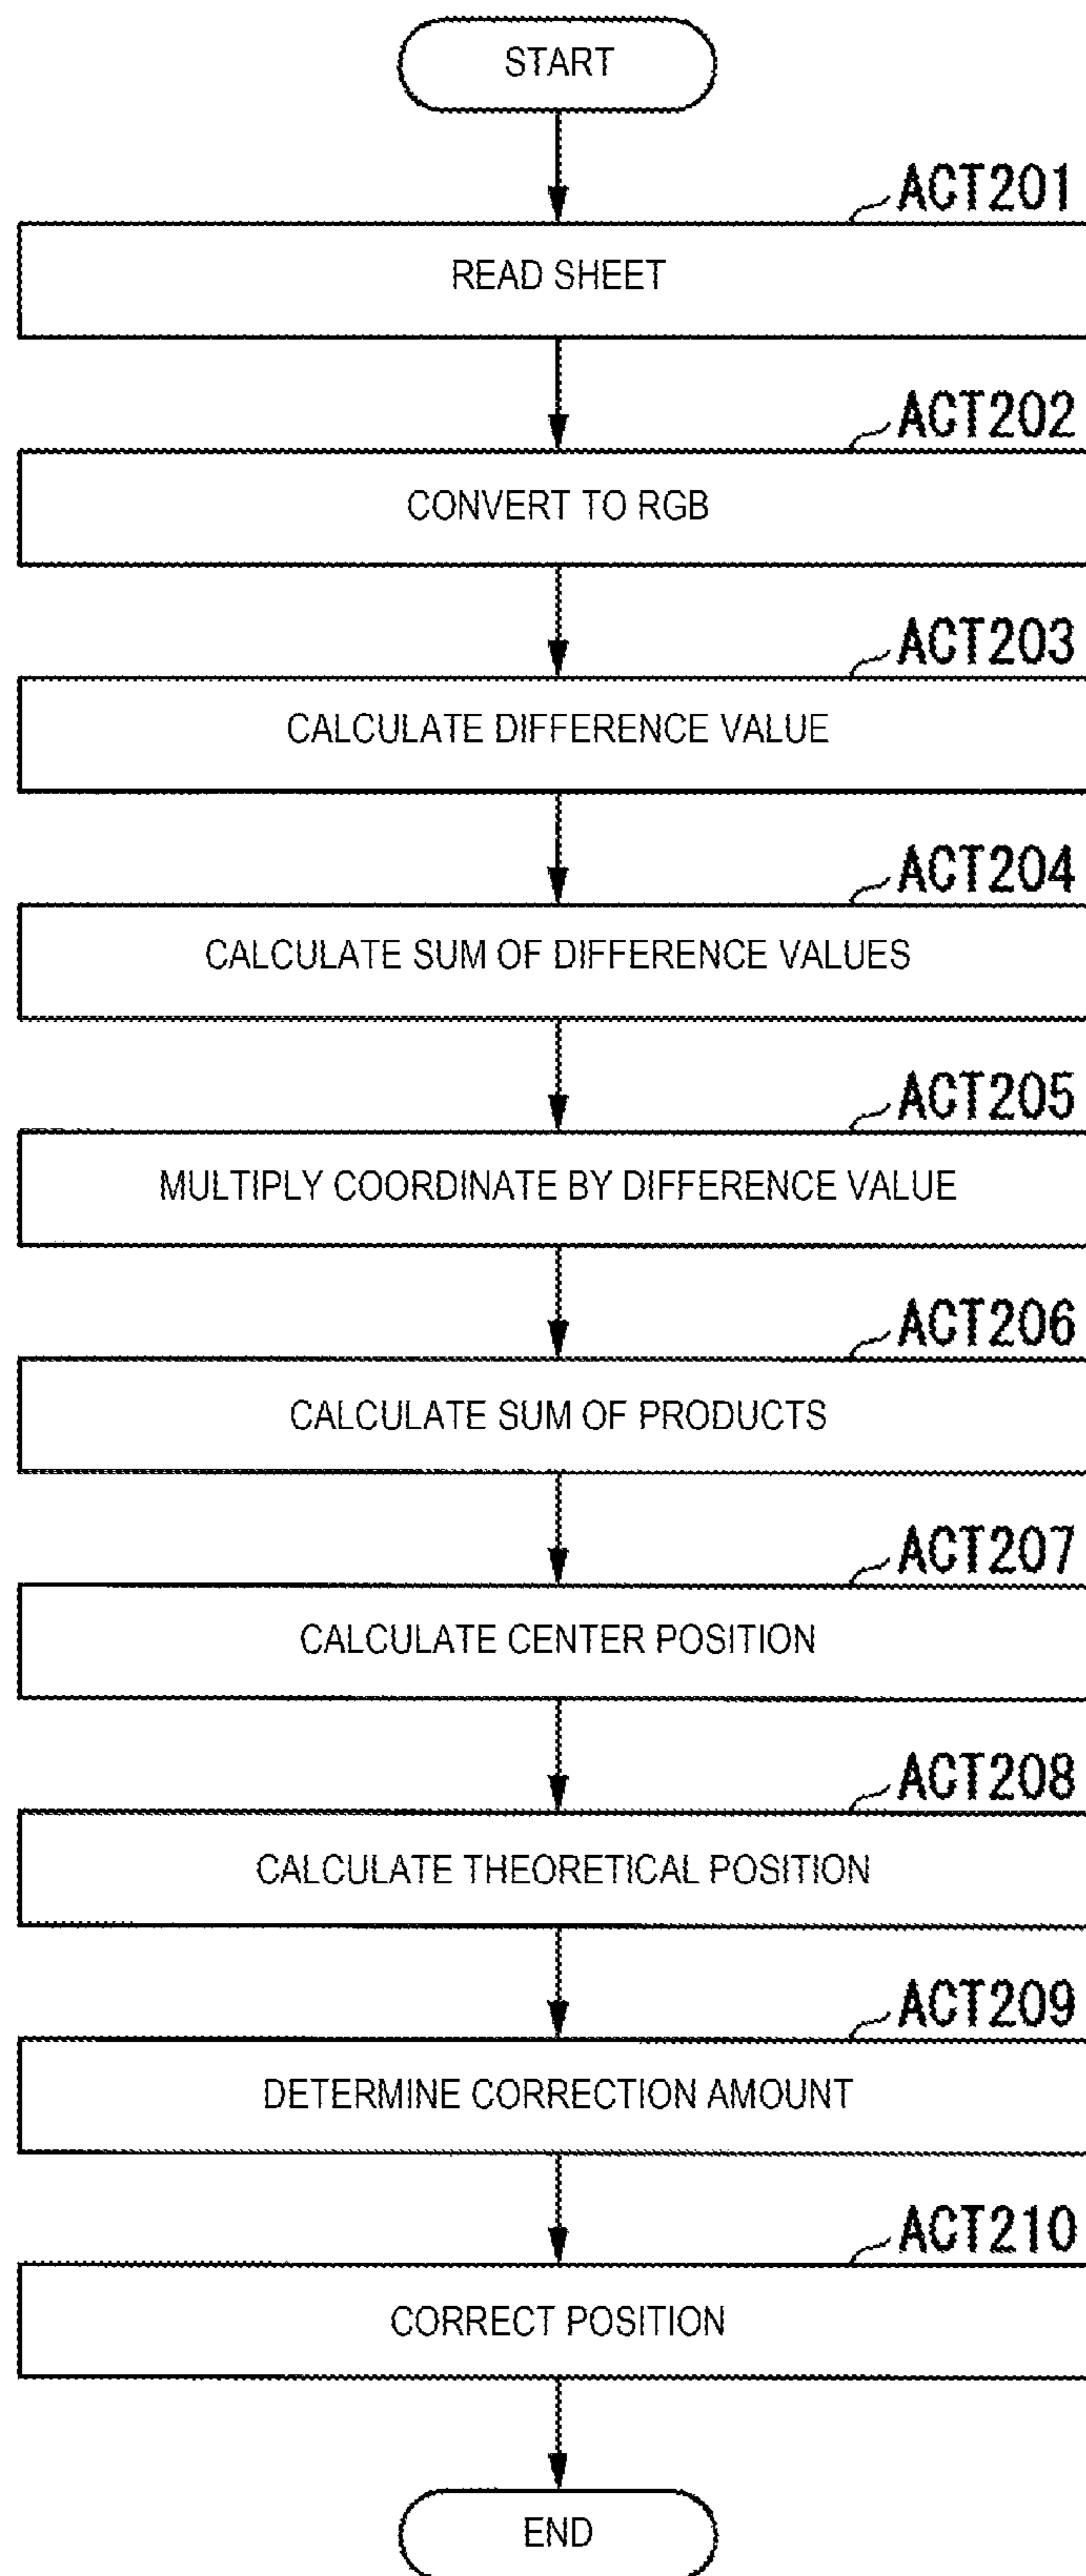 START
ACT201
READ SHEET
ACT202
CONVERT TO RGB
ACT203
CALCULATE DIFFERENCE VALUE
ACT204
CALCULATE SUM OF DIFFERENCE VALUES
ACT205
MULTIPLY COORDINATE BY DIFFERENCE VALUE
ACT206
CALCULATE SUM OF PRODUCTS
ACT207
CALCULATE CENTER POSITION
ACT208
CALCULATE THEORETICAL POSITION
ACT209
DETERMINE CORRECTION AMOUNT
ACT210
CORRECT POSITION
END